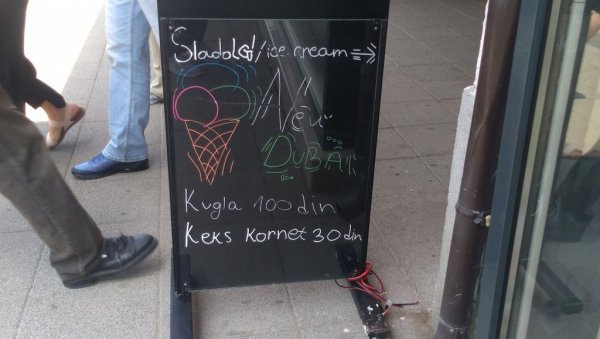 Sladoled/ice cream ⇒
New
DUBAI
Kugla 100 din
Keks kornet 30 din